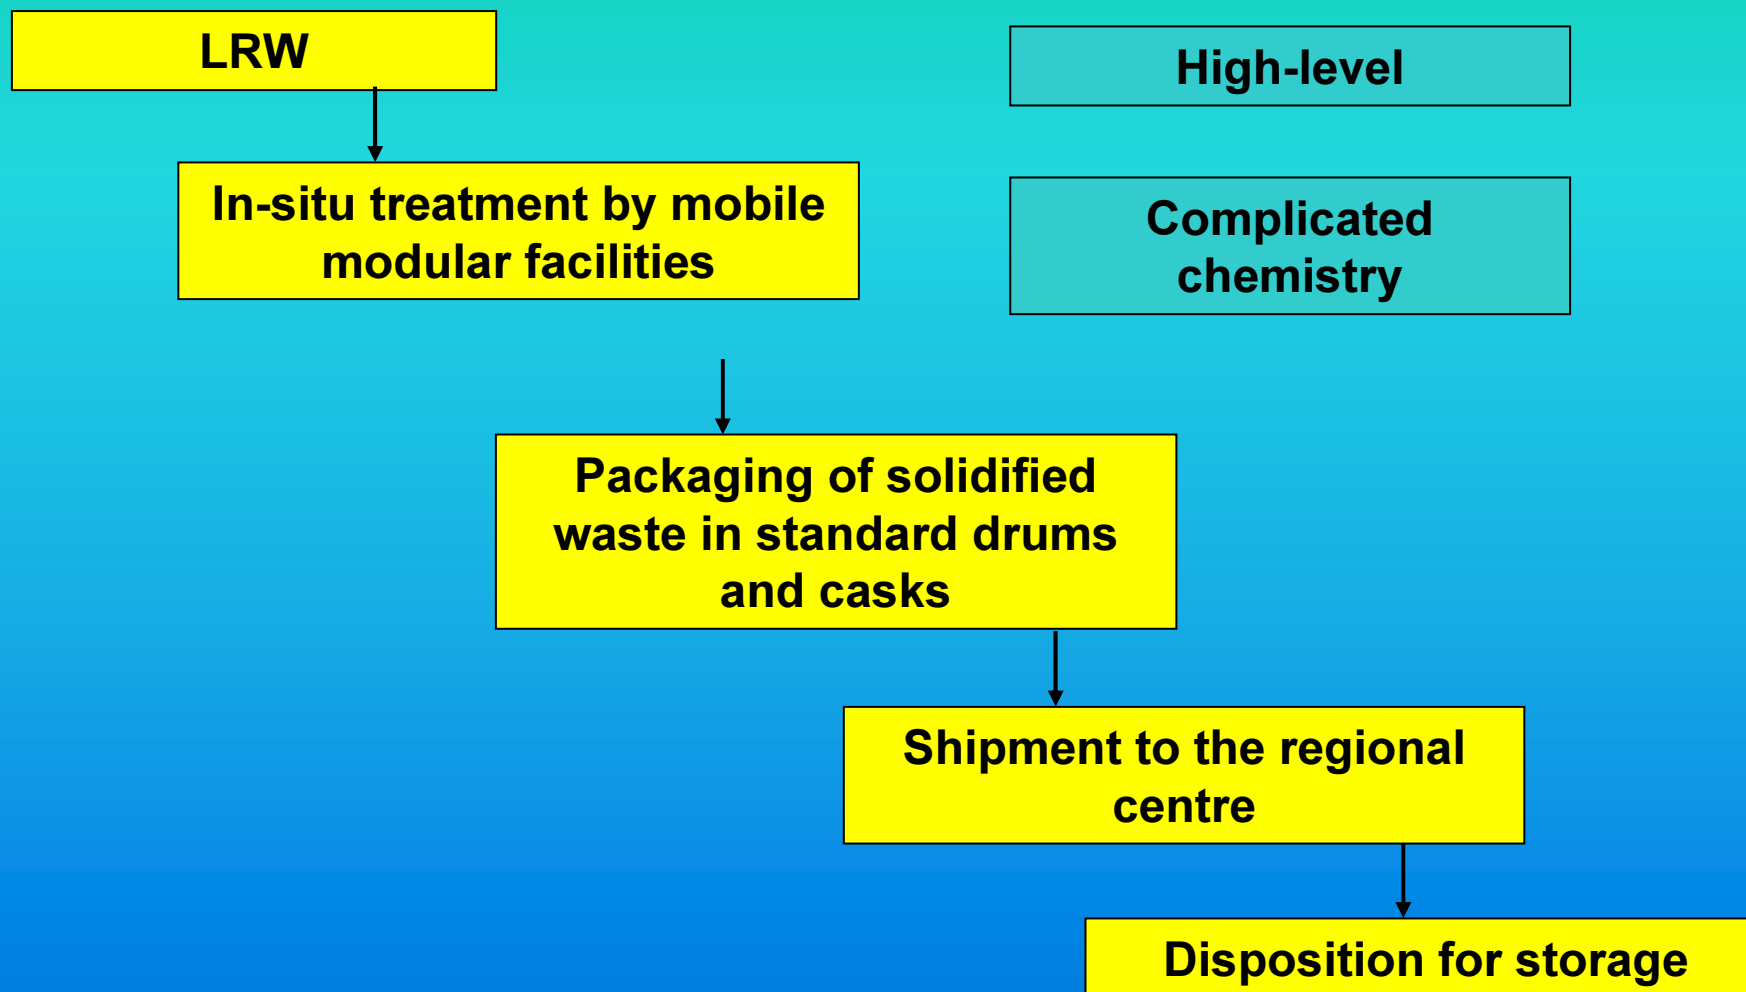 LRW
High-level
In-situ treatment by mobile
modular facilities
Complicated
chemistry
Packaging of solidified
waste in standard drums
and casks
Shipment to the regional
centre
Disposition for storage